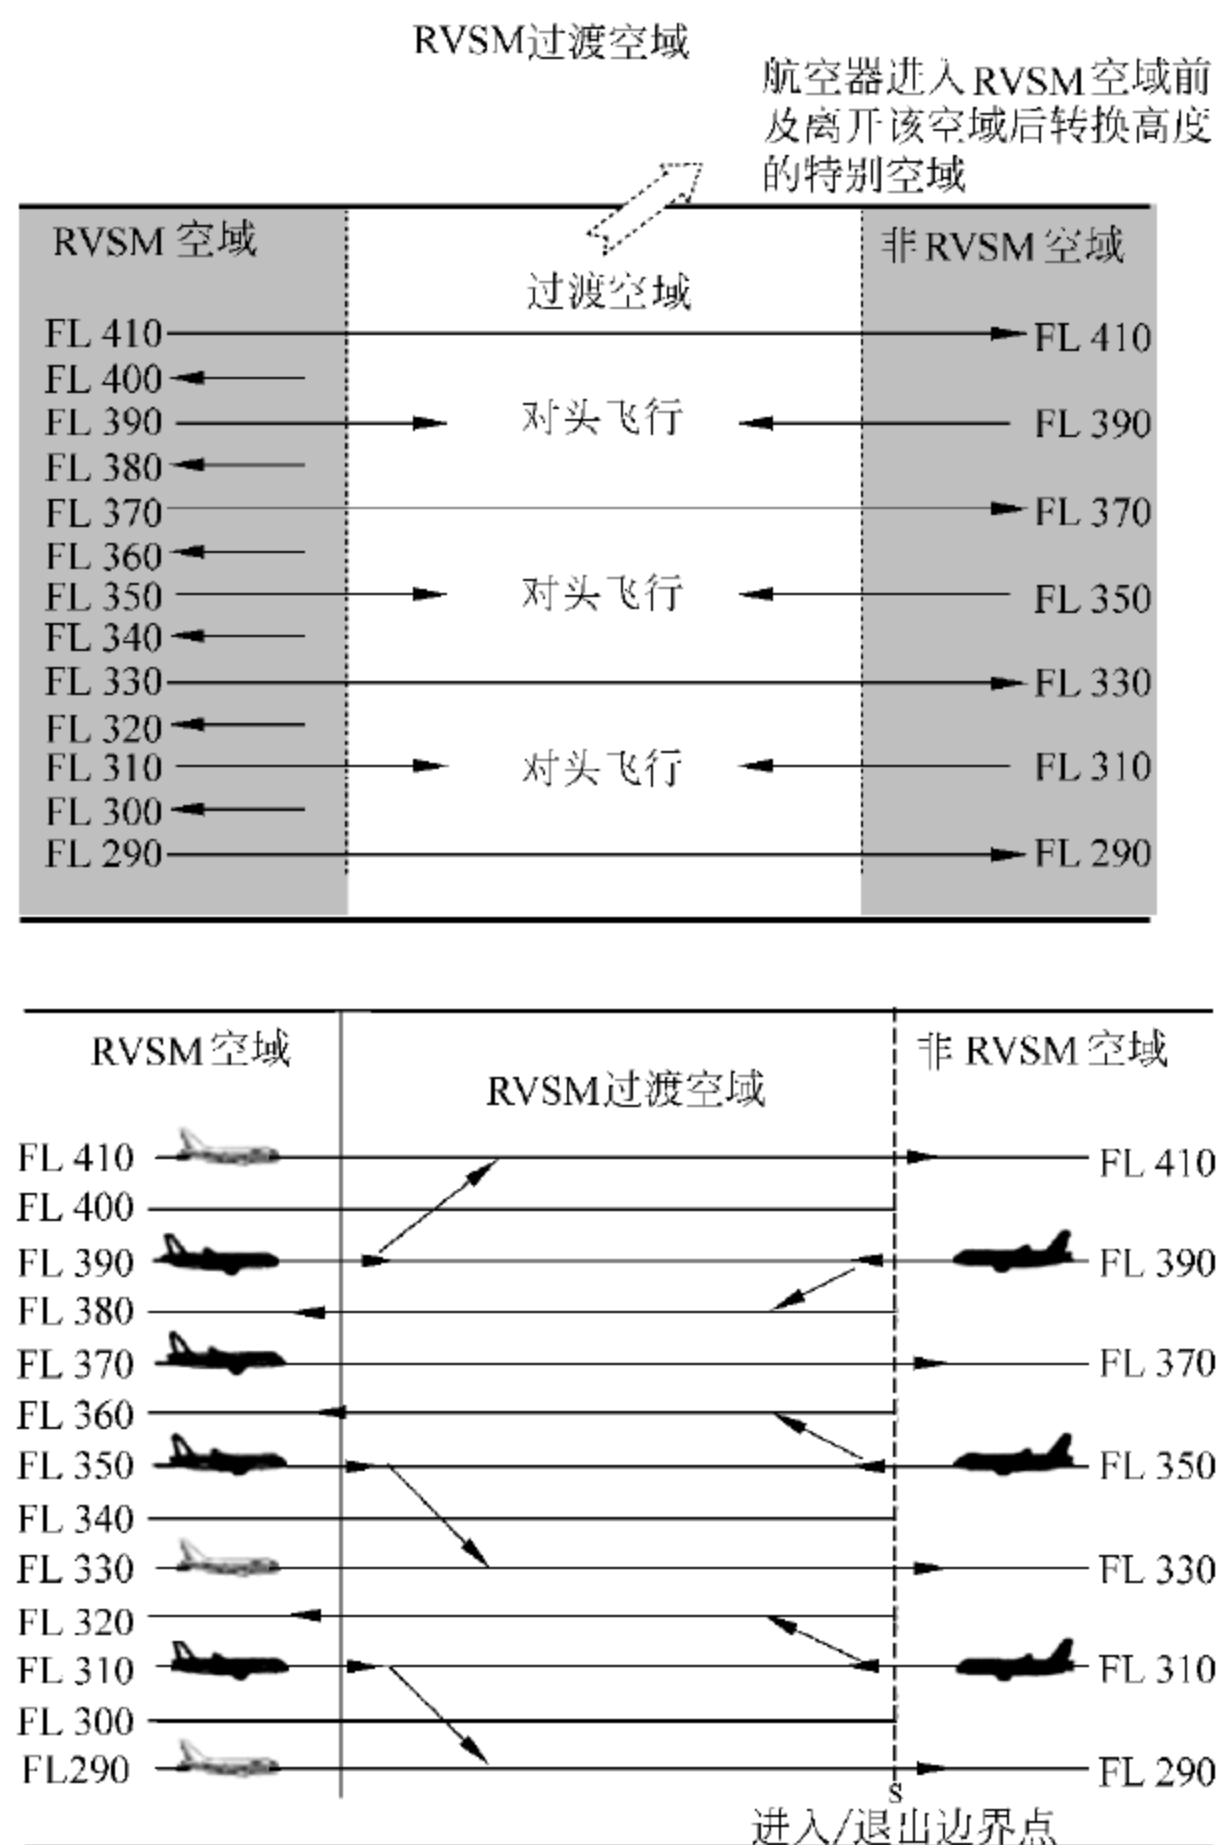 RVSM过渡空域
航空器进入RVSM空域前
及离开该空域后转换高度
的特别空域
RVSM 空域
非RVSM 空域
过渡空域
FL 410
FL 410
FL 400
FL 390
对头飞行
FL 390
FL 380
FL 370
FL 370
FL 360
FL 350
对头飞行
FL 350
FL 340
FL 330
FL 330
FL 320
FL 310
对头飞行
FL 310
FL 300
FL 290
FL 290
RVSM空域
非 RVSM 空域
RVSM过渡空域
FL 410
FL 410
FL 400
FL 390
FL 390
FL 380
FL 370
FL 370
FL 360
FL 350
FL 350
FL 340
FL 330
FL 330
FL 320
FL 310
FL 310
FL 300
FL290
FL 290
S
进入/退出边界点